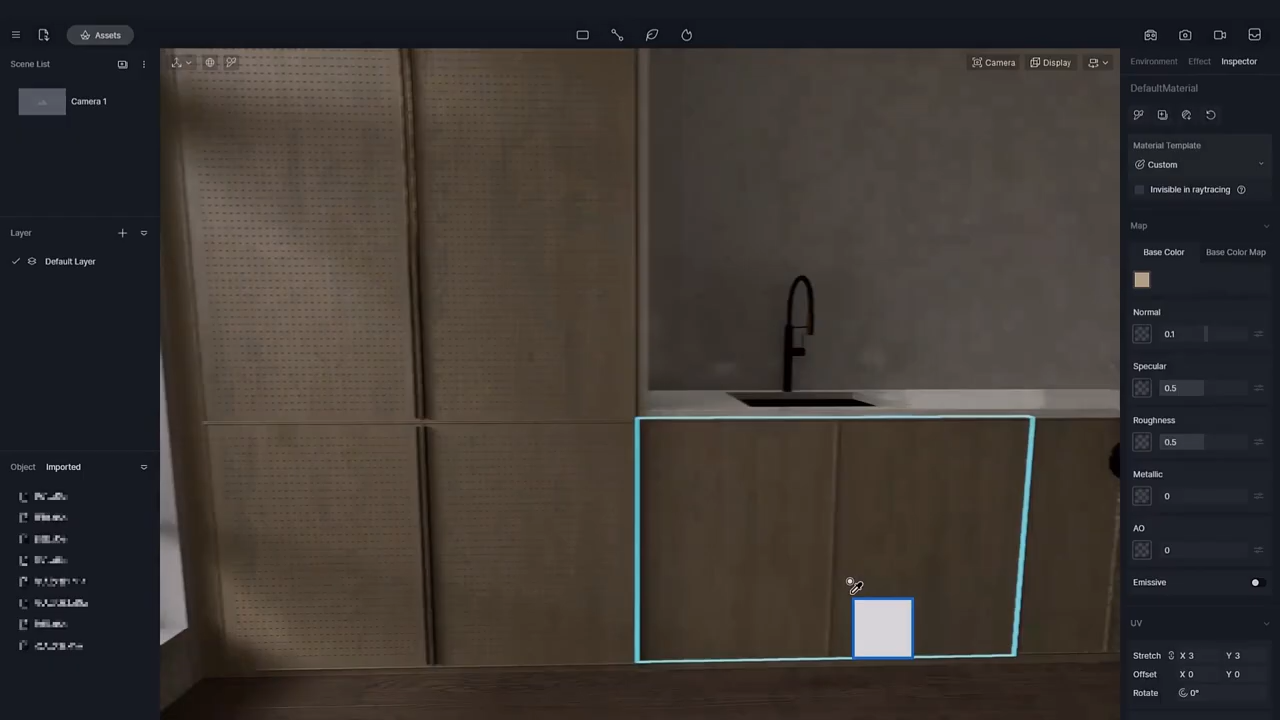 Assets
Scene List
Camera 1
Layer
Default Layer
Object Imported
Camera
Display
Environment Effect Inspector
DefaultMaterial
Material Template
Custom
Invisible in raytracing
Map
Base Color Base Color Map
Normal
0.1
Specular
0.5
Roughness
0.5
Metallic
0
AO
0
Emissive
UV
Stretch X 3 Y 3
Offset X 0 Y 0
Rotate 0°